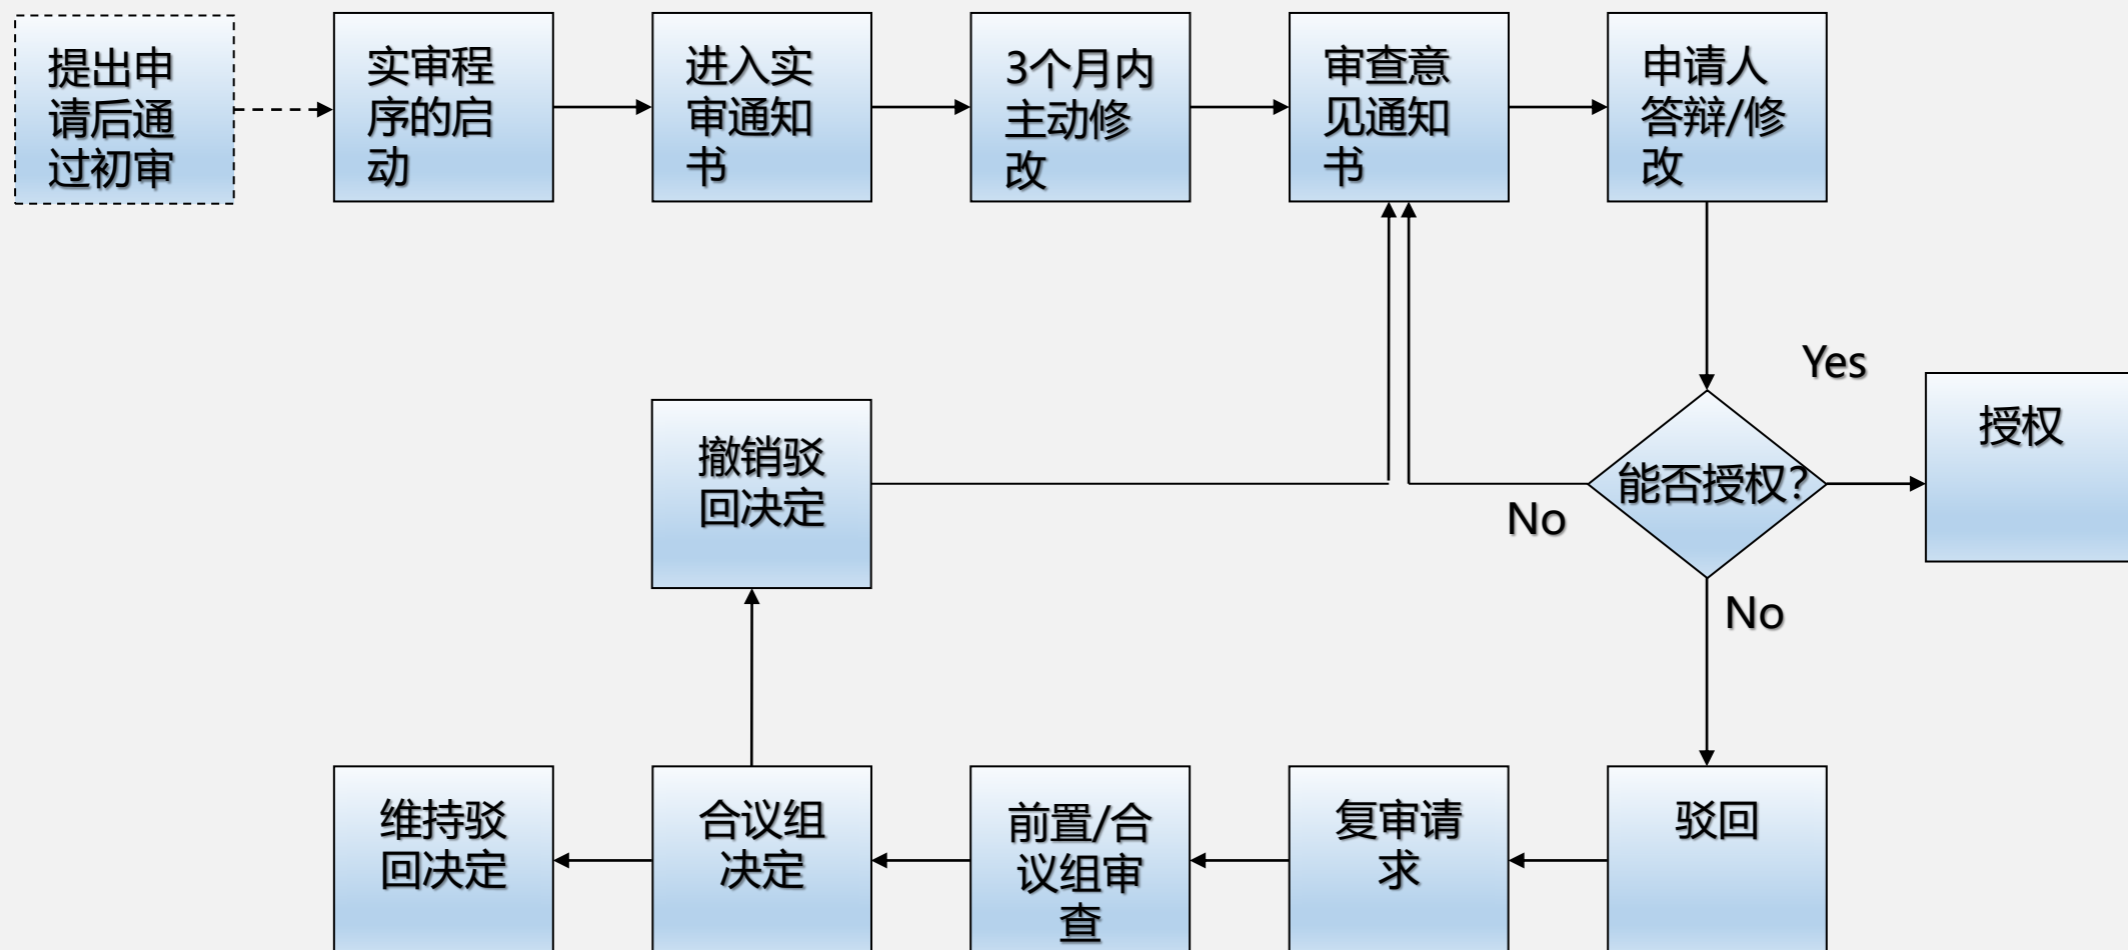 提出申
请后通
过初审
实审程
序的启
动
进入实
审通知
书
3个月内
主动修
改
审查意
见通知
书
申请人
答辩/修
改
Yes
授权
撤销驳
回决定
能否授权?
No
No
维持驳
回决定
合议组
决定
前置/合
议组审
查
复审请
求
驳回